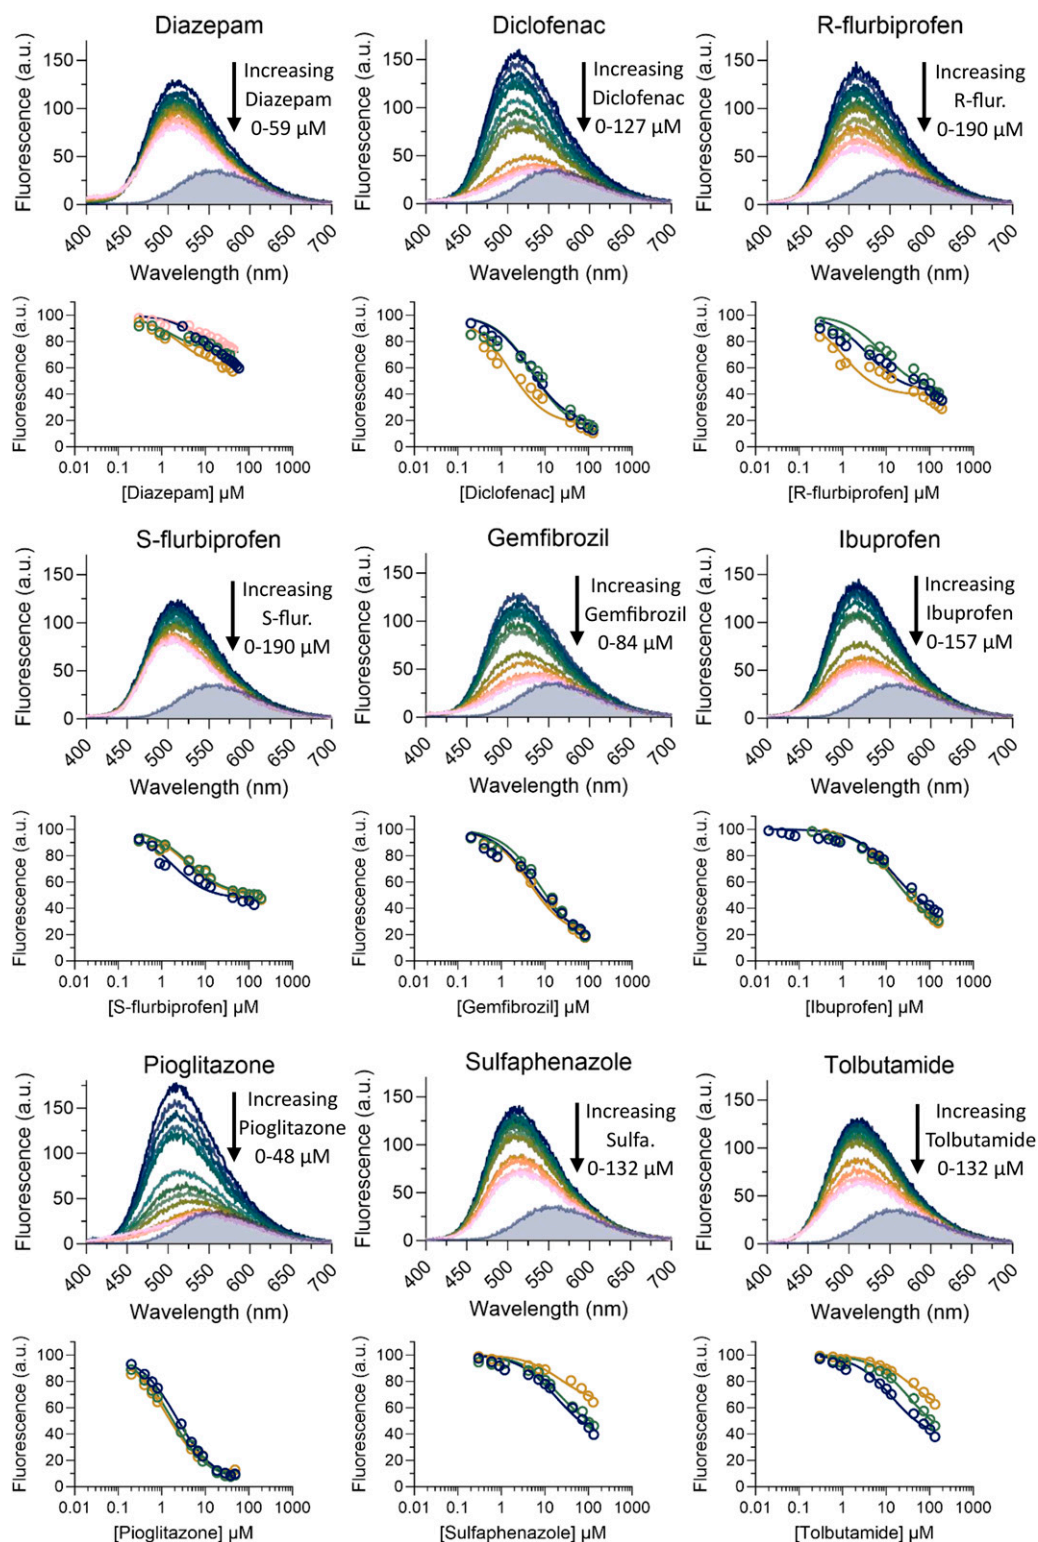 Diazepam
Diclofenac
R-flurbiprofen
Fluorescence (a.u.)
150
100
50
0
Increasing
Diazepam
0-59 µM
400 450 500 550 600 650 700
Wavelength (nm)
Fluorescence (a.u.)
150
100
50
0
Increasing
Diclofenac
0-127 µM
400 450 500 550 600 650 700
Wavelength (nm)
Fluorescence (a.u.)
150
100
50
0
Increasing
R-flur.
0-190 µM
400 450 500 550 600 650 700
Wavelength (nm)
Fluorescence (a.u.)
100
80
60
40
20
0
0.01 0.1 1 10 100 1000
[Diazepam] µM
Fluorescence (a.u.)
100
80
60
40
20
0
0.01 0.1 1 10 100 1000
[Diclofenac] µM
Fluorescence (a.u.)
100
80
60
40
20
0
0.01 0.1 1 10 100 1000
[R-flurbiprofen] µM
S-flurbiprofen
Gemfibrozil
Ibuprofen
Fluorescence (a.u.)
150
100
50
0
Increasing
S-flur.
0-190 µM
400 450 500 550 600 650 700
Wavelength (nm)
Fluorescence (a.u.)
150
100
50
0
Increasing
Gemfibrozil
0-84 µM
400 450 500 550 600 650 700
Wavelength (nm)
Fluorescence (a.u.)
150
100
50
0
Increasing
Ibuprofen
0-157 µM
400 450 500 550 600 650 700
Wavelength (nm)
Fluorescence (a.u.)
100
80
60
40
20
0
0.01 0.1 1 10 100 1000
[S-flurbiprofen] µM
Fluorescence (a.u.)
100
80
60
40
20
0
0.01 0.1 1 10 100 1000
[Gemfibrozil] µM
Fluorescence (a.u.)
100
80
60
40
20
0
0.01 0.1 1 10 100 1000
[Ibuprofen] µM
Pioglitazone
Sulfaphenazole
Tolbutamide
Fluorescence (a.u.)
150
100
50
0
Increasing
Pioglitazone
0-48 µM
400 450 500 550 600 650 700
Wavelength (nm)
Fluorescence (a.u.)
150
100
50
0
Increasing
Sulfa.
0-132 µM
400 450 500 550 600 650 700
Wavelength (nm)
Fluorescence (a.u.)
150
100
50
0
Increasing
Tolbutamide
0-132 µM
400 450 500 550 600 650 700
Wavelength (nm)
Fluorescence (a.u.)
100
80
60
40
20
0
0.01 0.1 1 10 100 1000
[Pioglitazone] µM
Fluorescence (a.u.)
100
80
60
40
20
0
0.01 0.1 1 10 100 1000
[Sulfaphenazole] µM
Fluorescence (a.u.)
100
80
60
40
20
0
0.01 0.1 1 10 100 1000
[Tolbutamide] µM